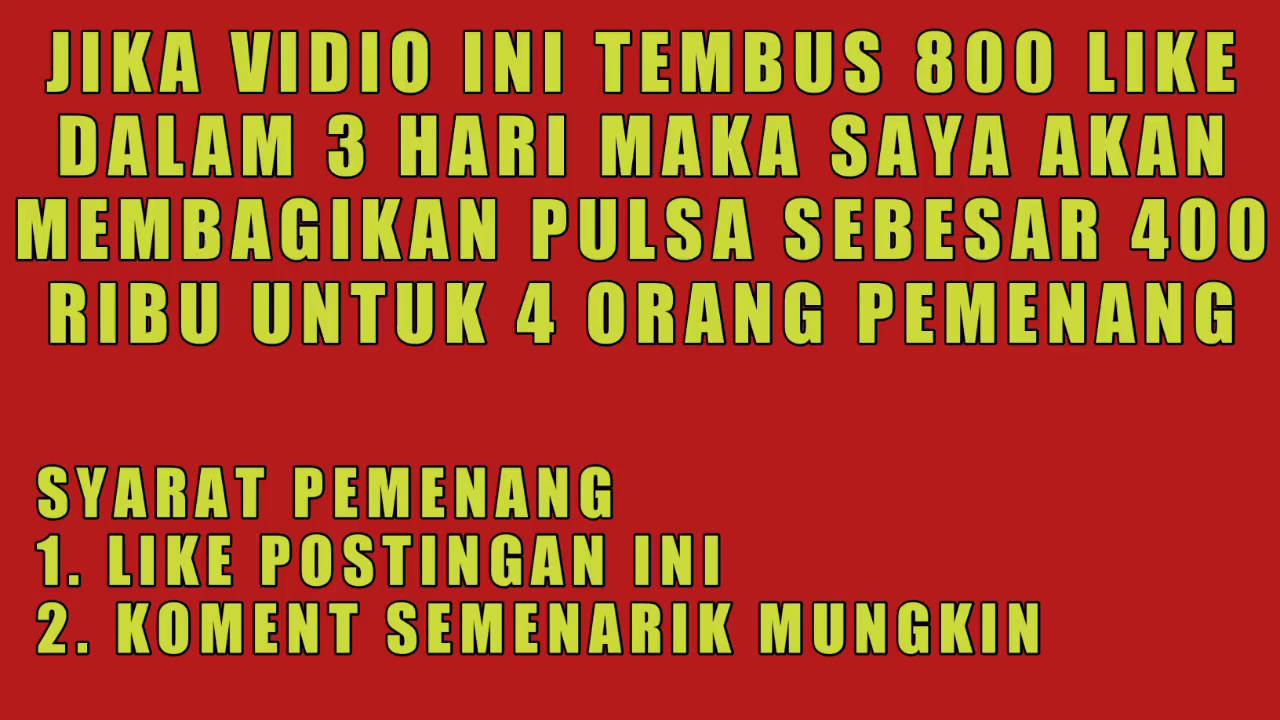 JIKA VIDIO INI TEMBUS 800 LIKE
DALAM 3 HARI MAKA SAYA AKAN
MEMBAGIKAN PULSA SEBESAR 400
RIBU UNTUK 4 ORANG PEMENANG
SYARAT PEMENANG
1. LIKE POSTINGAN INI
2. KOMENT SEMENARIK MUNGKIN